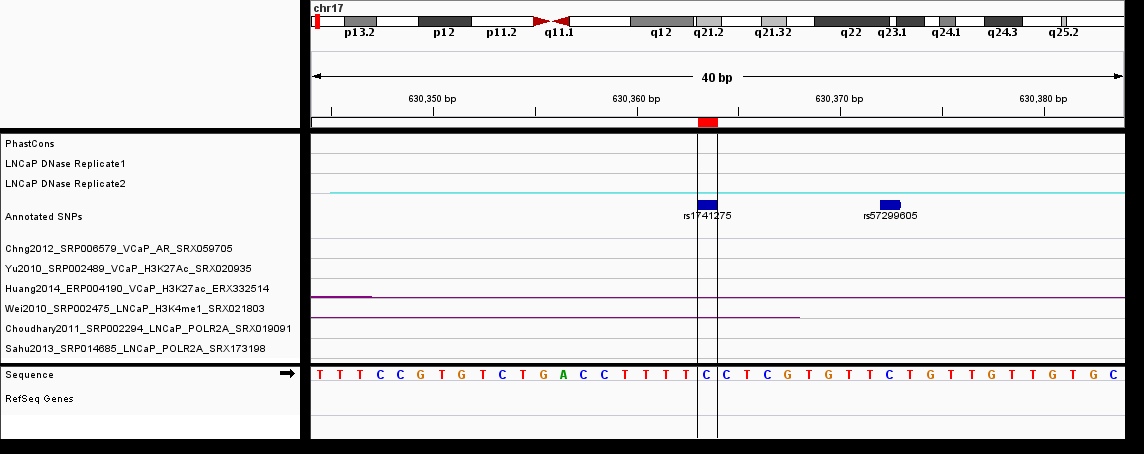 chr17
p13.2 p12 p11.2 q11.1 q12 q21.2 q21.32 q22 q23.1 q24.1 q24.3 q25.2
40 bp
630,350 bp 630,360 bp 630,370 bp 630,380 bp
PhastCons
LNCaP DNase Replicate1
LNCaP DNase Replicate2
Annotated SNPs
rs1741275 rs57299605
Chng2012_SRP006579_VCaP_AR_SRX059705
Yu2010_SRP002489_VCaP_H3K27Ac_SRX020935
Huang2014_ERP004190_VCaP_H3K27ac_ERX332514
Wei2010_SRP002475_LNCaP_H3K4me1_SRX021803
Choudhary2011_SRP002294_LNCaP_POLR2A_SRX019091
Sahu2013_SRP014685_LNCaP_POLR2A_SRX173198
Sequence T T T C C G T G T C T G A C C T T T T C C T C G T G T T C T G T T G T T G T G C
RefSeq Genes